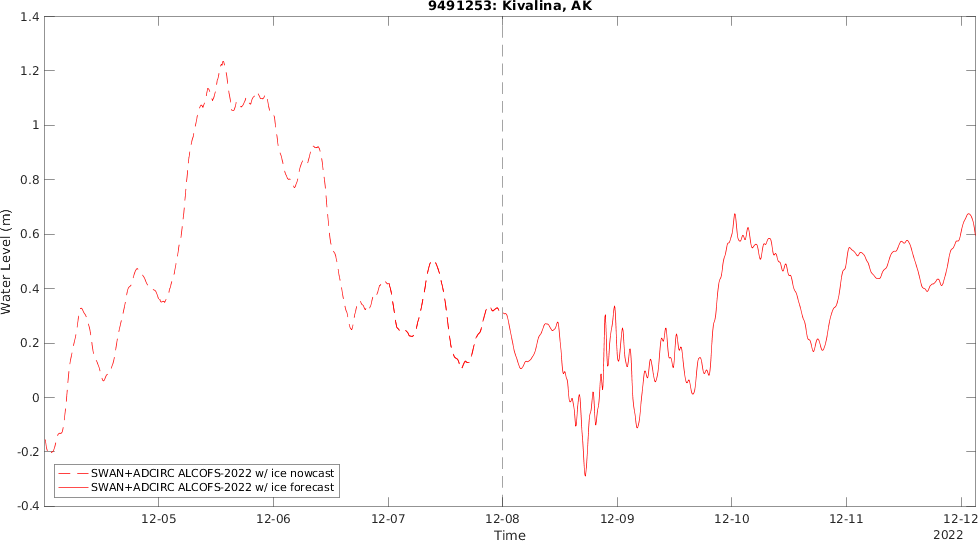 9491253: Kivalina, AK
1.4
1.2
1
0.8
0.6
0.4
0.2
0
-0.2
-0.4
Water Level (m)
SWAN+ADCIRC ALCOFS-2022 w/ ice nowcast
SWAN+ADCIRC ALCOFS-2022 w/ ice forecast
12-05 12-06 12-07 12-08 12-09 12-10 12-11 12-12
Time
2022